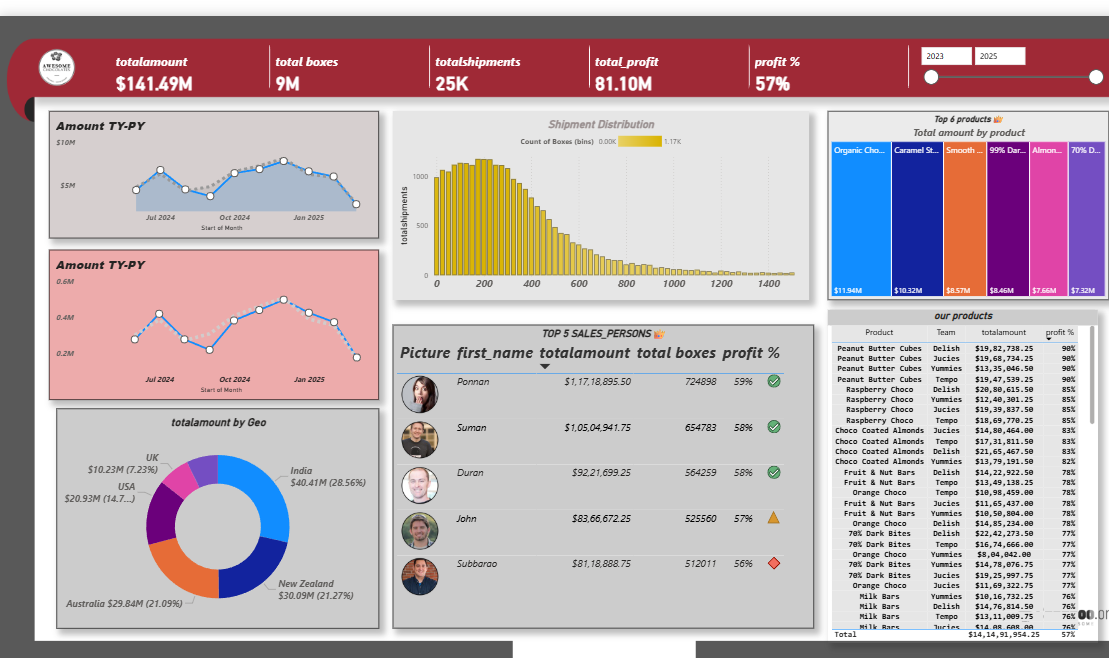 AWESOME
CHOCOLATES
totalamount
$141.49M
total boxes
9M
totalshipments
25K
total_profit
81.10M
profit %
57%
2023
2025
Amount TY-PY
$10M
$5M
Jul 2024
Oct 2024
Jan 2025
Start of Month
Shipment Distribution
Count of Boxes (bins) 0.00K 1.17K
totalshipments
1000
500
0
0 200 400 600 800 1000 1200 1400
Top 6 products
Total amount by product
Organic Cho... Caramel St... Smooth ... 99% Dar... Almon... 70% D...
$11.94M $10.32M $8.57M $8.46M $7.66M $7.32M
Amount TY-PY
0.6M
0.4M
0.2M
Jul 2024
Oct 2024
Jan 2025
Start of Month
totalamount by Geo
UK
$10.23M (7.23%)
USA
$20.93M (14.7...)
India
$40.41M (28.56%)
New Zealand
$30.09M (21.27%)
Australia $29.84M (21.09%)
TOP 5 SALES_PERSONS
Picture first_name totalamount total boxes profit %
Ponnan $1,17,18,895.50 724898 59%
Suman $1,05,04,941.75 654783 58%
Duran $92,21,699.25 564259 58%
John $83,66,672.25 525560 57%
Subbarao $81,18,888.75 512011 56%
our products
Product Team totalamount profit %
Peanut Butter Cubes Delish $19,82,738.25 90%
Peanut Butter Cubes Jucies $19,68,734.25 90%
Peanut Butter Cubes Yummies $13,35,046.50 90%
Peanut Butter Cubes Tempo $19,47,539.25 90%
Raspberry Choco Delish $20,80,615.50 85%
Raspberry Choco Yummies $12,40,301.25 85%
Raspberry Choco Jucies $19,39,837.50 85%
Raspberry Choco Tempo $18,69,770.25 85%
Choco Coated Almonds Jucies $14,80,464.00 83%
Choco Coated Almonds Tempo $17,31,811.50 83%
Choco Coated Almonds Delish $21,65,467.50 83%
Choco Coated Almonds Yummies $13,79,191.50 82%
Fruit & Nut Bars Delish $14,22,922.50 78%
Fruit & Nut Bars Tempo $13,49,138.25 78%
Orange Choco Tempo $10,98,459.00 78%
Fruit & Nut Bars Jucies $11,65,437.00 78%
Fruit & Nut Bars Yummies $10,50,804.00 78%
Orange Choco Delish $14,85,234.00 78%
70% Dark Bites Delish $22,42,273.50 77%
70% Dark Bites Tempo $16,74,666.00 77%
Orange Choco Yummies $8,04,042.00 77%
70% Dark Bites Yummies $14,78,076.75 77%
70% Dark Bites Jucies $19,25,997.75 77%
Orange Choco Jucies $11,69,322.75 77%
Milk Bars Yummies $10,16,732.25 76%
Milk Bars Delish $14,76,814.50 76%
Milk Bars Tempo $13,11,009.75 76%
Milk Bars Jucies $14,08,608.00 76%
Total $14,14,91,954.25 57%